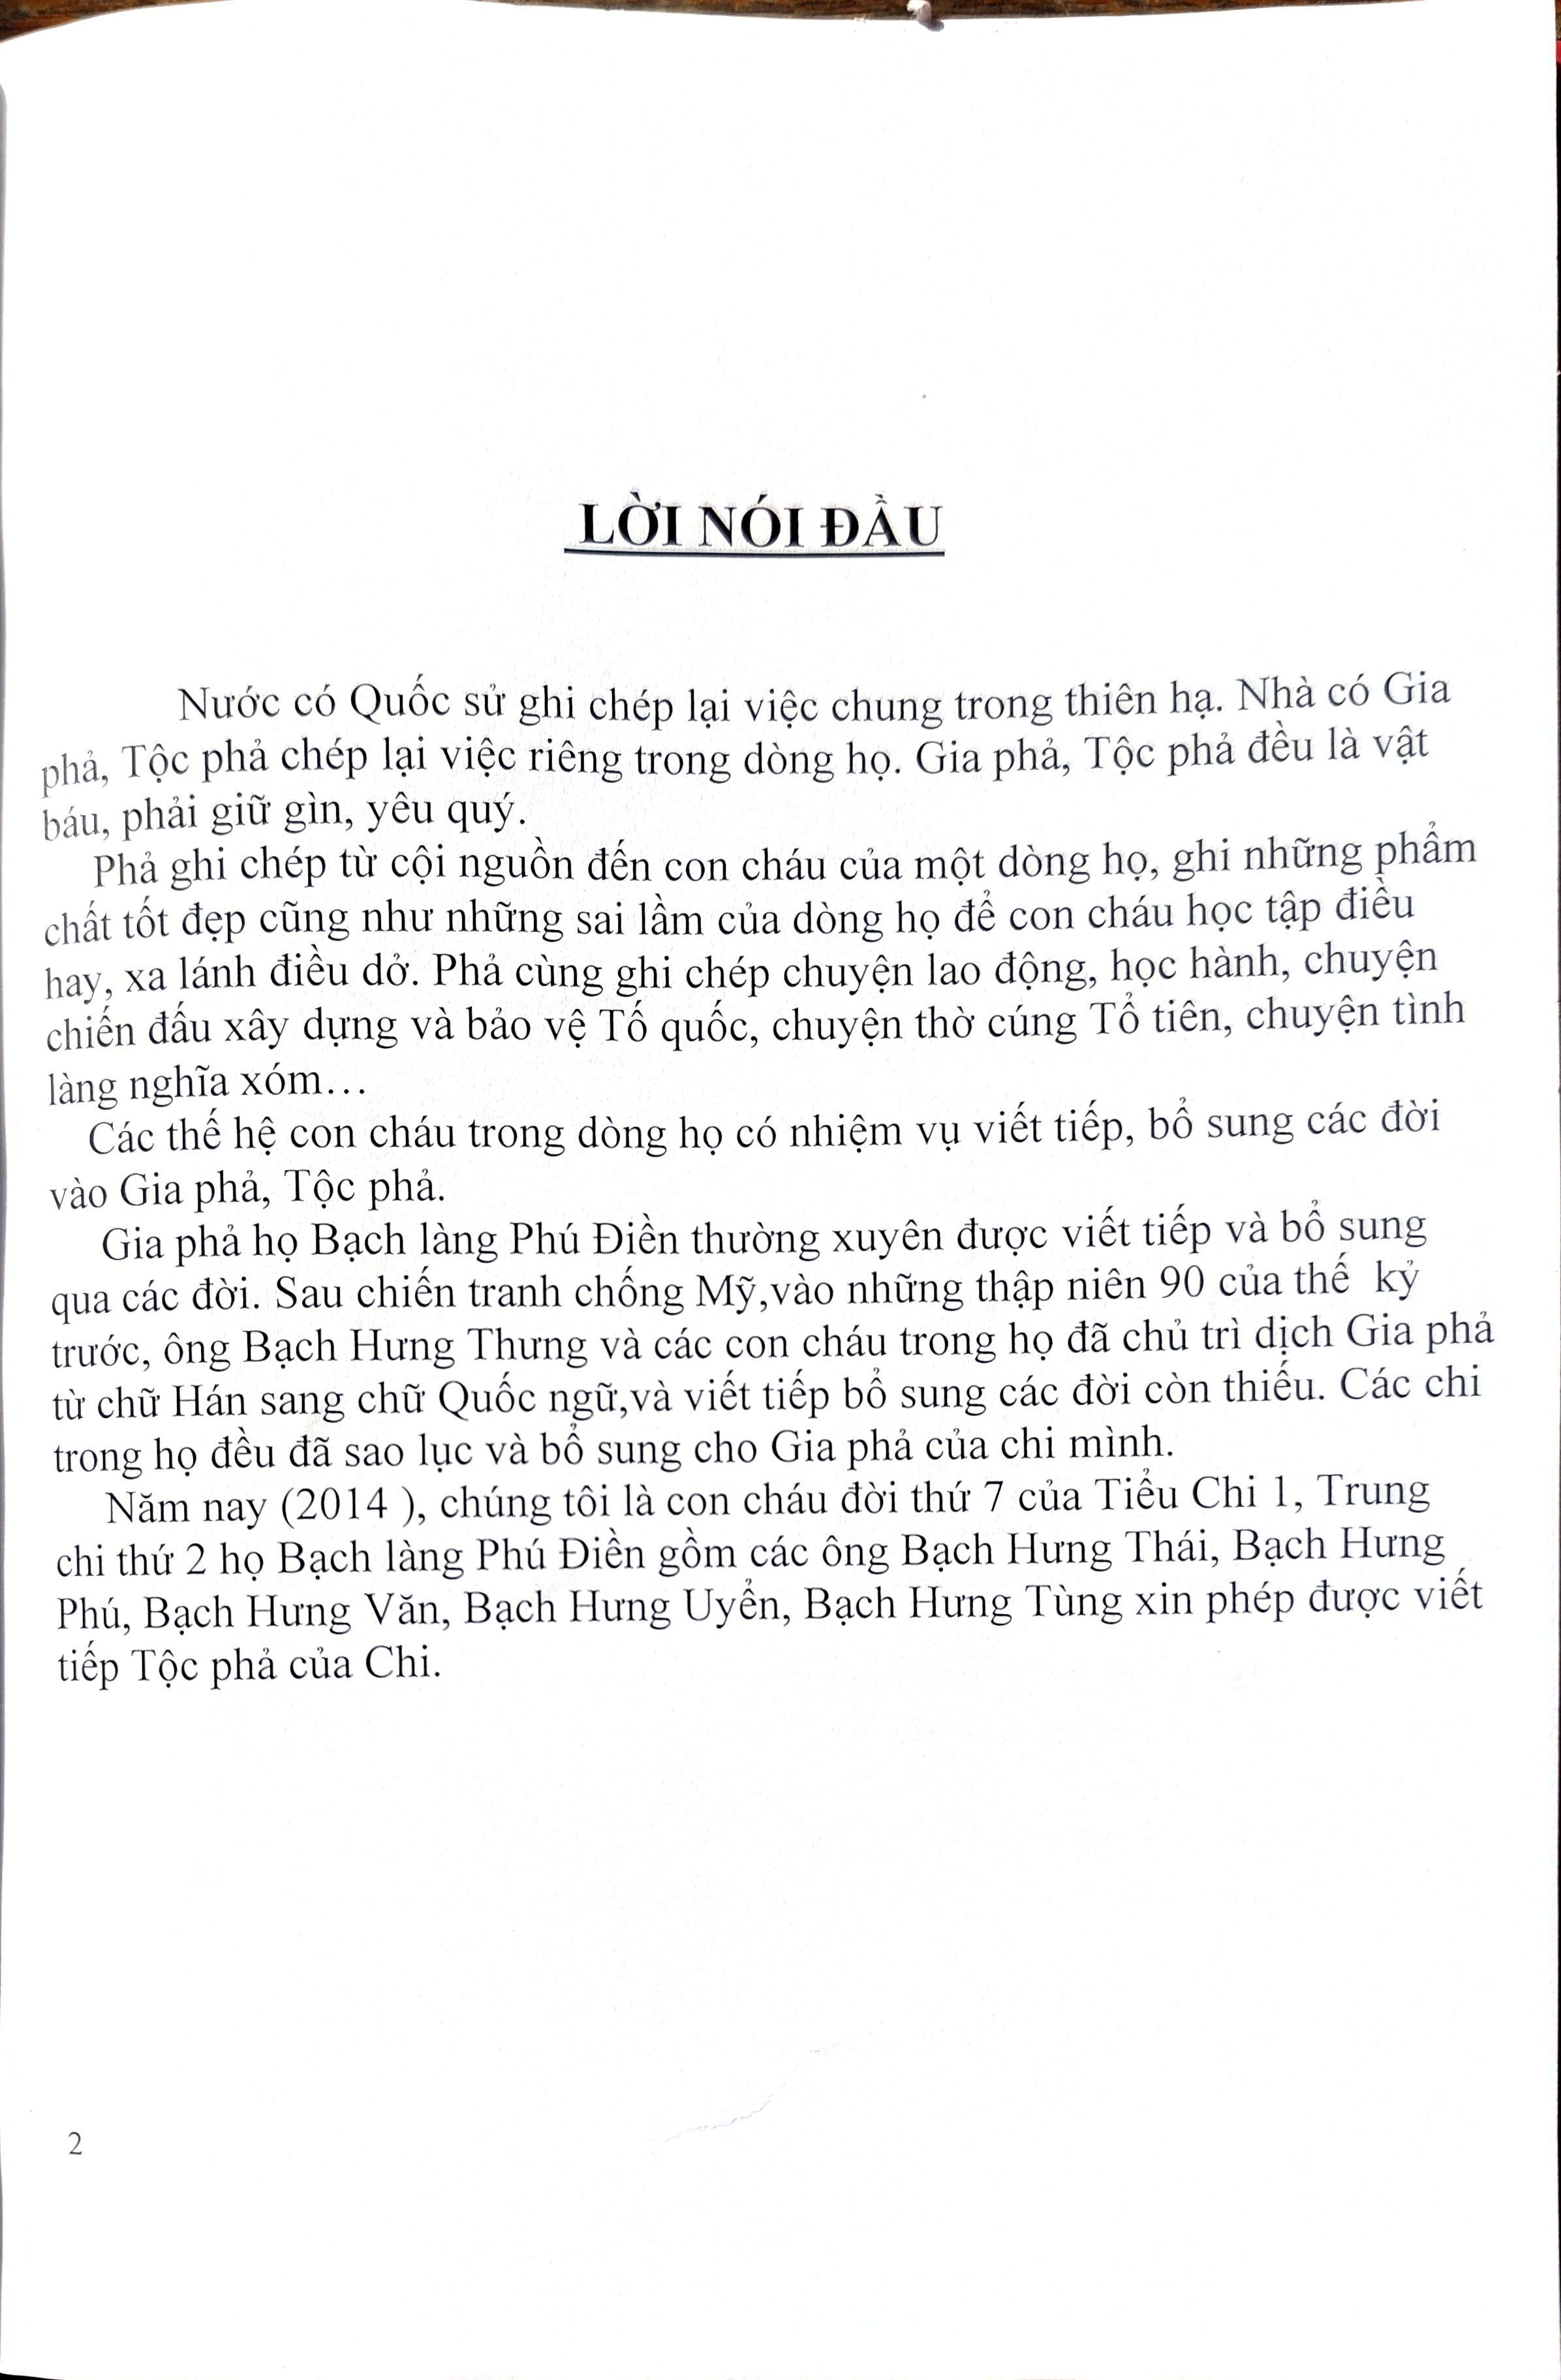 LỜI NÓI ĐẦU
Nước có Quốc sử ghi chép lại việc chung trong thiên hạ. Nhà có Gia
phả, Tộc phả chép lại việc riêng trong dòng họ. Gia phả, Tộc phả đều là vật
báu, phải giữ gìn, yêu quý.
Phả ghi chép từ cội nguồn đến con cháu của một dòng họ, ghi những phẩm
chất tốt đẹp cũng như những sai lầm của dòng họ để con cháu học tập điều
hay, xa lánh điều dở. Phả cùng ghi chép chuyện lao động, học hành, chuyện
chiến đấu xây dựng và bảo vệ Tố quốc, chuyện thờ cúng Tổ tiên, chuyện tình
làng nghĩa xóm...
Các thế hệ con cháu trong dòng họ có nhiệm vụ viết tiếp, bổ sung các đời
vào Gia phả, Tộc phả.
Gia phả họ Bạch làng Phú Điền thường xuyên được viết tiếp và bổ sung
qua các đời. Sau chiến tranh chống Mỹ,vào những thập niên 90 của thế kỷ
trước, ông Bạch Hưng Thưng và các con cháu trong họ đã chủ trì dịch Gia phả
từ chữ Hán sang chữ Quốc ngữ,và viết tiếp bổ sung các đời còn thiếu. Các chi
trong họ đều đã sao lục và bổ sung cho Gia phả của chi mình.
Năm nay (2014 ), chúng tôi là con cháu đời thứ 7 của Tiểu Chi 1, Trung
chi thứ 2 họ Bạch làng Phú Điền gồm các ông Bạch Hưng Thái, Bạch Hưng
Phú, Bạch Hưng Văn, Bạch Hưng Uyển, Bạch Hưng Tùng xin phép được viết
tiếp Tộc phả của Chi.
2